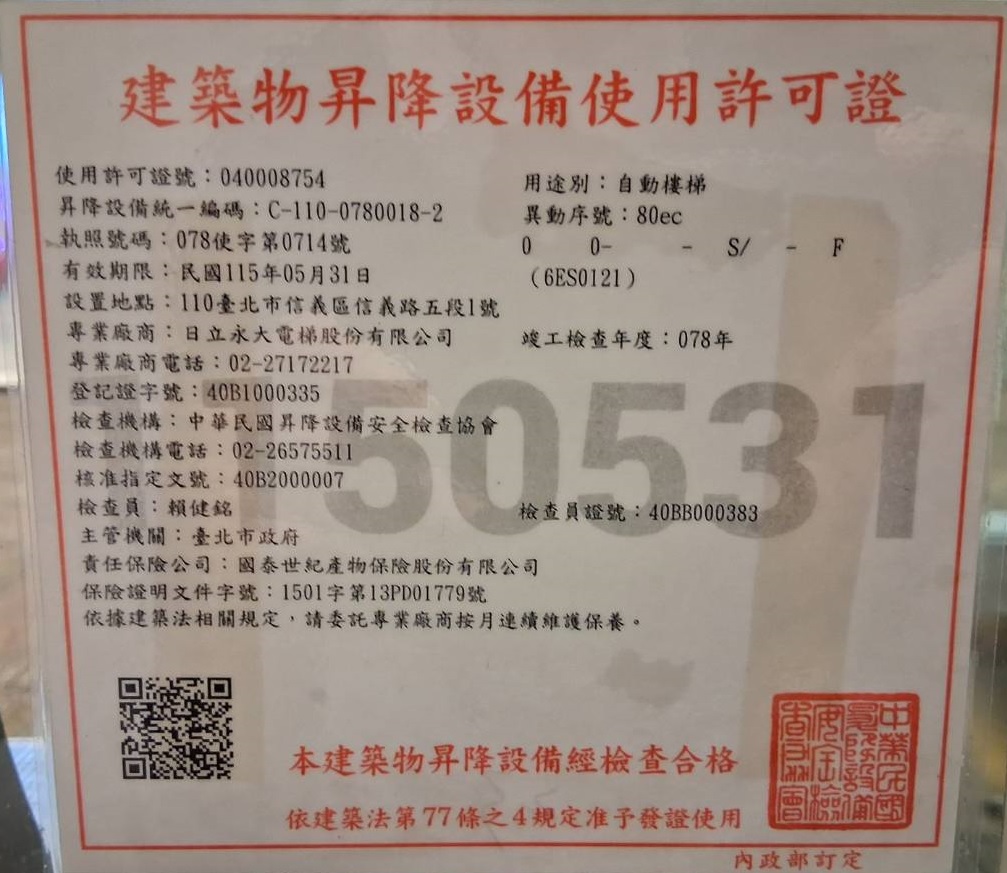 建築物昇降設備使用許可證
使用許可證號：040008754
用途別：自動樓梯
昇降設備統一編碼：C-110-0780018-2
異動序號：80ec
執照號碼：078使字第0714號
0 0- - S/ - F
有效期限：民國115年05月31日
(6ES0121)
設置地點：110臺北市信義區信義路五段1號
專業廠商：日立永大電梯股份有限公司
竣工檢查年度：078年
專業廠商電話：02-27172217
登記證字號：40B1000335
檢查機構：中華民國昇降設備安全檢查協會
檢查機構電話：02-26575511
核准指定文號：40B2000007
檢查員：賴健銘
檢查員證號：40BB000383
主管機關：臺北市政府
責任保險公司：國泰世紀產物保險股份有限公司
保險證明文件字號：1501字第13PD01779號
依據建築法相關規定，請委託專業廠商按月連續維護保養。
150531
本建築物昇降設備經檢查合格
依建築法第77條之4規定准予發證使用
內政部訂定